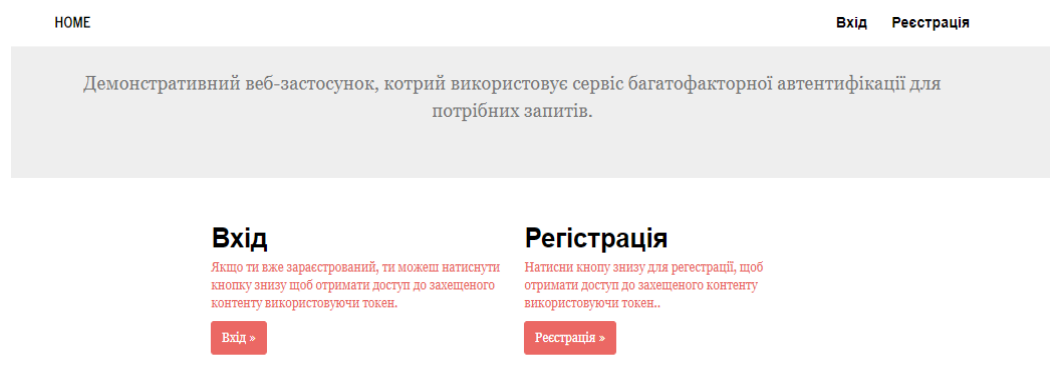 HOME Вхід Реєстрація
Демонстративний веб-застосунок, котрий використовує сервіс багатофакторної автентифікації для
потрібних запитів.
Вхід
Якщо ти вже зараєстрований, ти можеш натиснути
кнопку знизу щоб отримати доступ до захещеного
контенту використовуючи токен.
Вхід »
Регістрація
Натисни кнопу знизу для регестрації, щоб
отримати доступ до захещеного контенту
використовуючи токен..
Реєстрація »